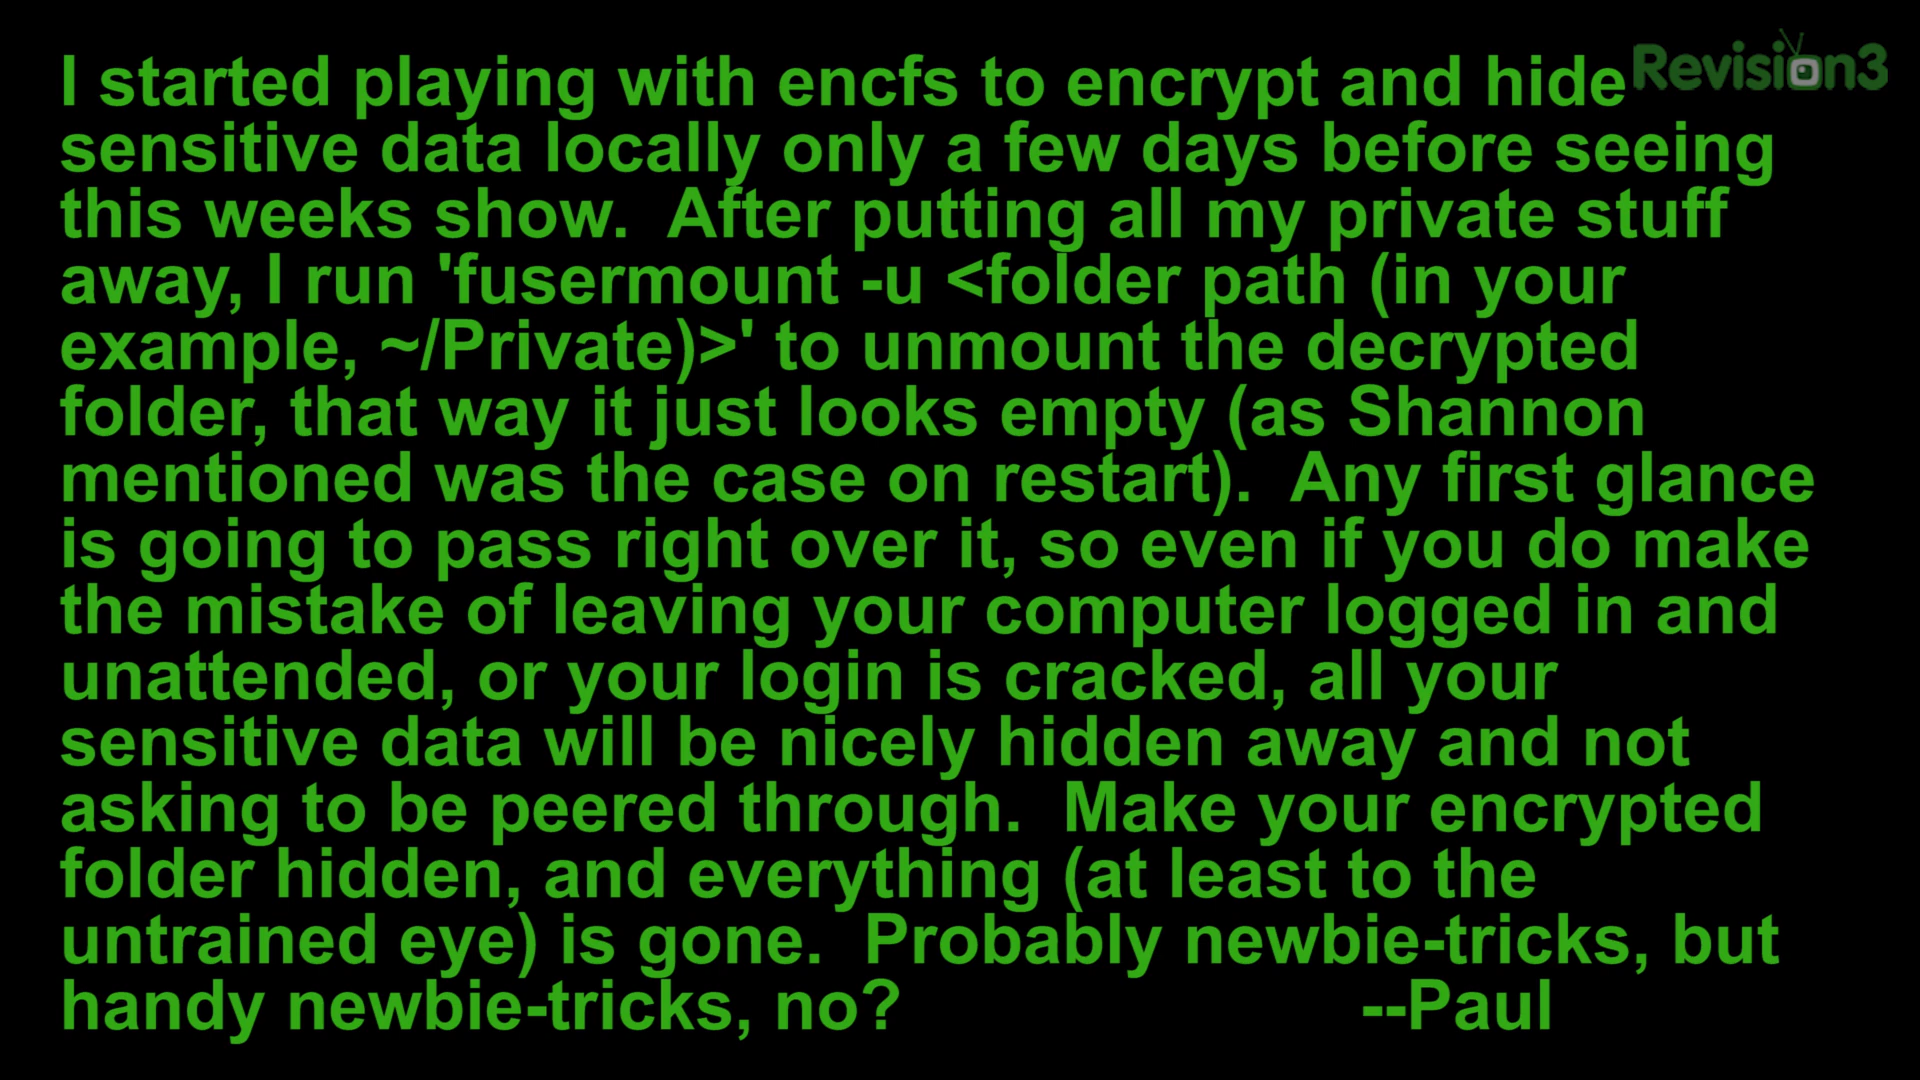 I started playing with encfs to encrypt and hide Revision3
sensitive data locally only a few days before seeing
this weeks show.  After putting all my private stuff
away, I run 'fusermount -u <folder path (in your
example, ~/Private)>' to unmount the decrypted
folder, that way it just looks empty (as Shannon
mentioned was the case on restart).  Any first glance
is going to pass right over it, so even if you do make
the mistake of leaving your computer logged in and
unattended, or your login is cracked, all your
sensitive data will be nicely hidden away and not
asking to be peered through.  Make your encrypted
folder hidden, and everything (at least to the
untrained eye) is gone.  Probably newbie-tricks, but
handy newbie-tricks, no? --Paul